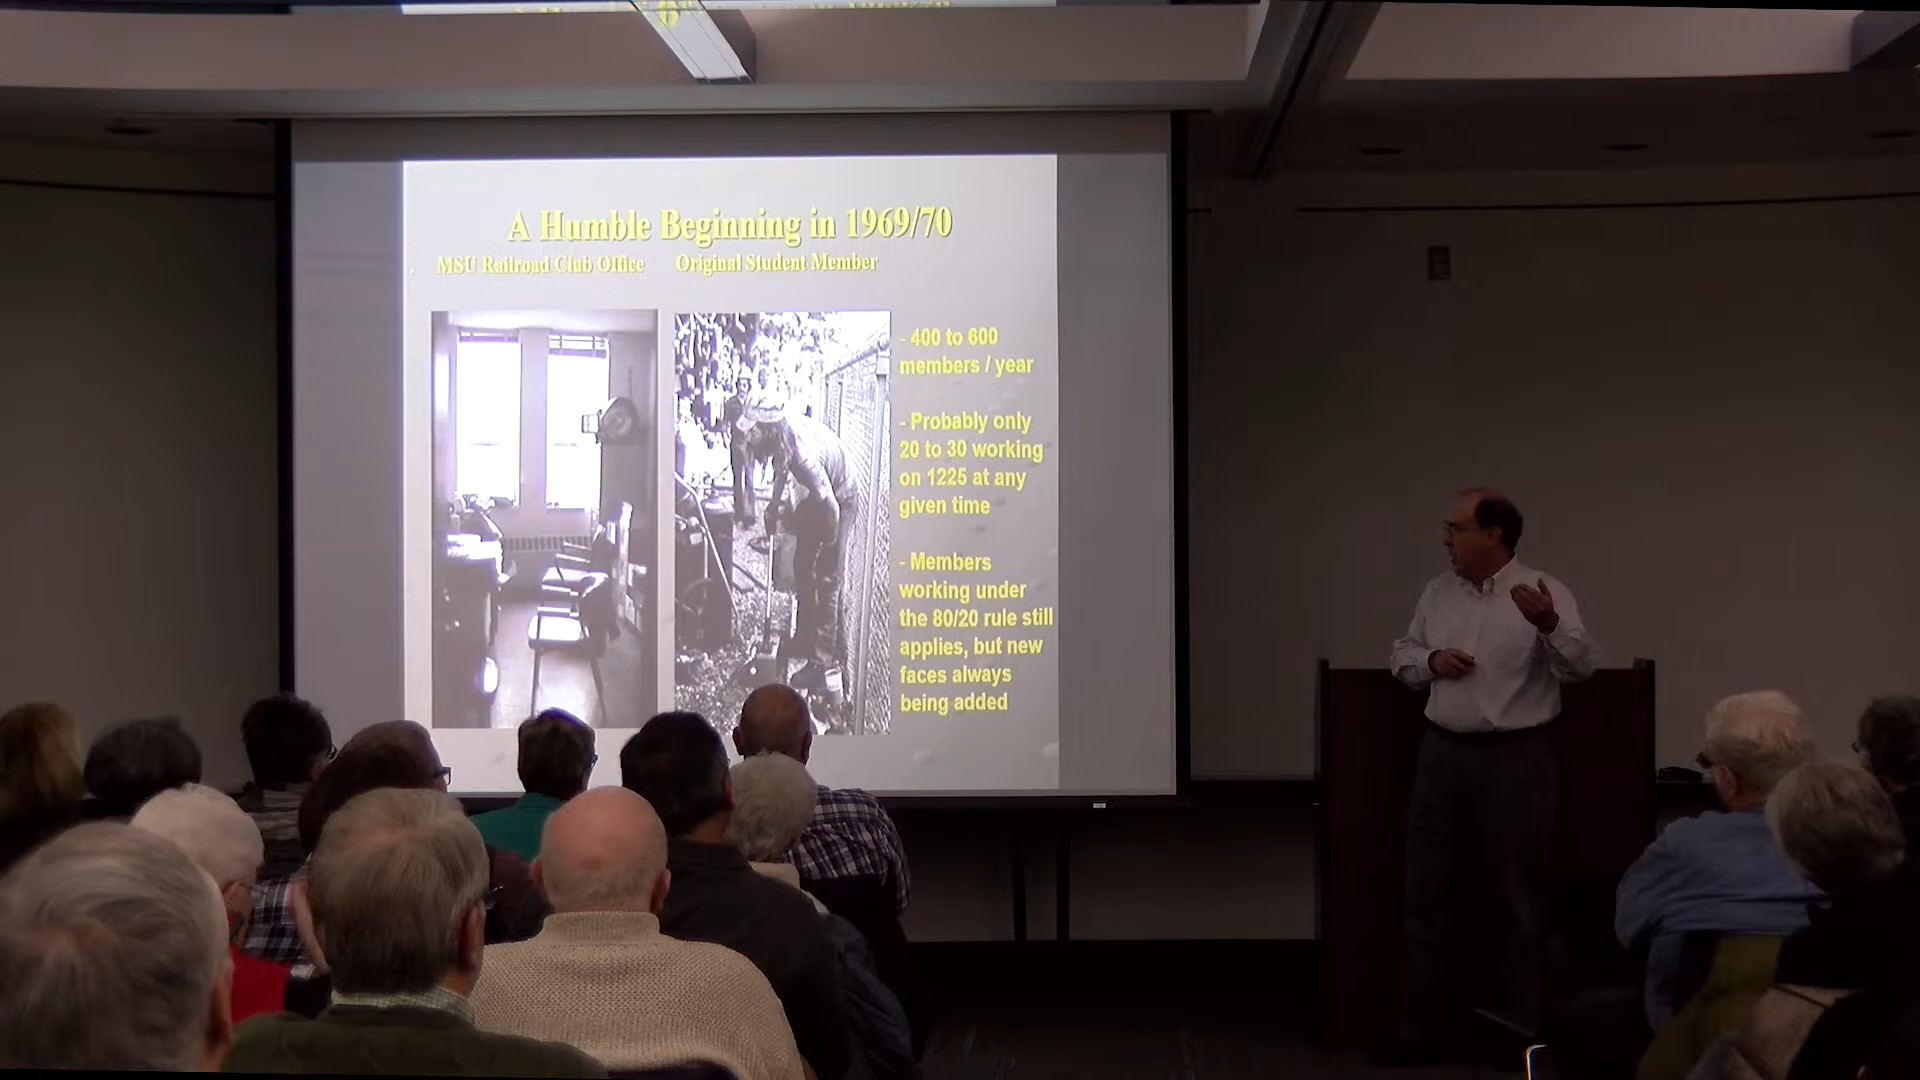 A Humble Beginning in 1969/70
MSU Railroad Club Office
Original Student Member
- 400 to 600
members / year
- Probably only
20 to 30 working
on 1225 at any
given time
- Members
working under
the 80/20 rule still
applies, but new
faces always
being added